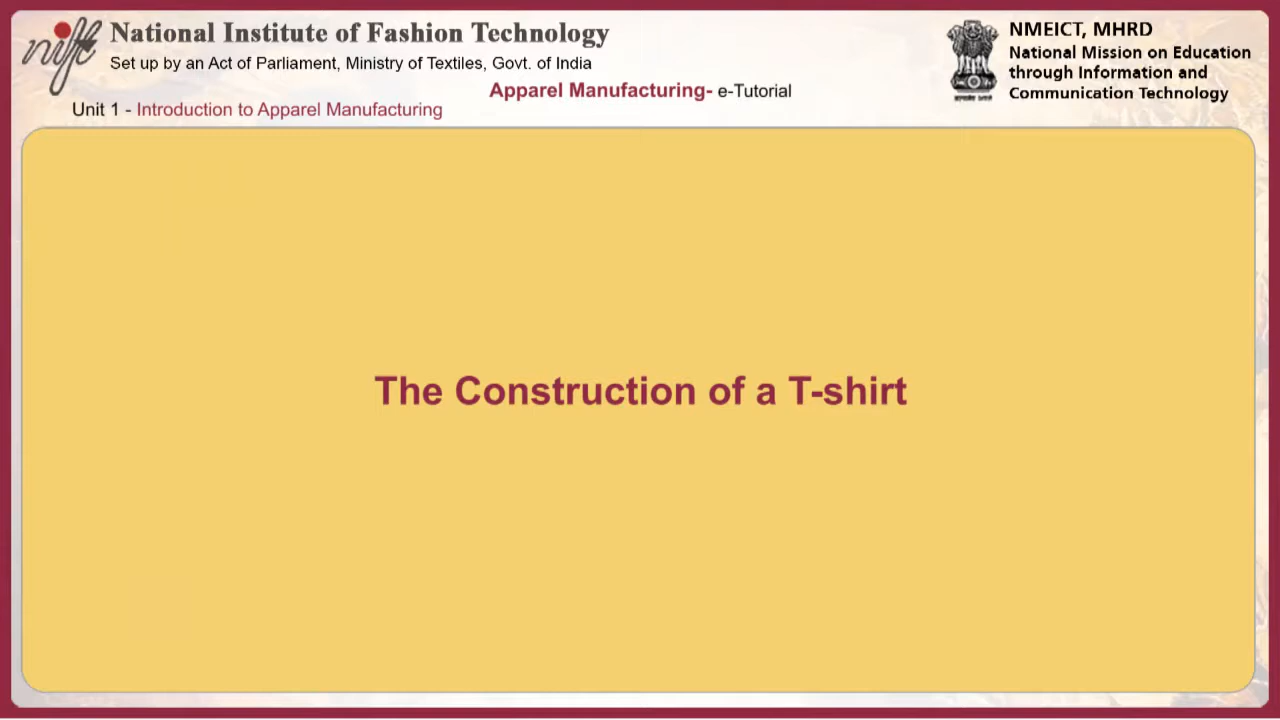 nift
National Institute of Fashion Technology
Set up by an Act of Parliament, Ministry of Textiles, Govt. of India
Apparel Manufacturing- e-Tutorial
Unit 1 - Introduction to Apparel Manufacturing
NMEICT, MHRD
National Mission on Education
through Information and
Communication Technology
The Construction of a T-shirt